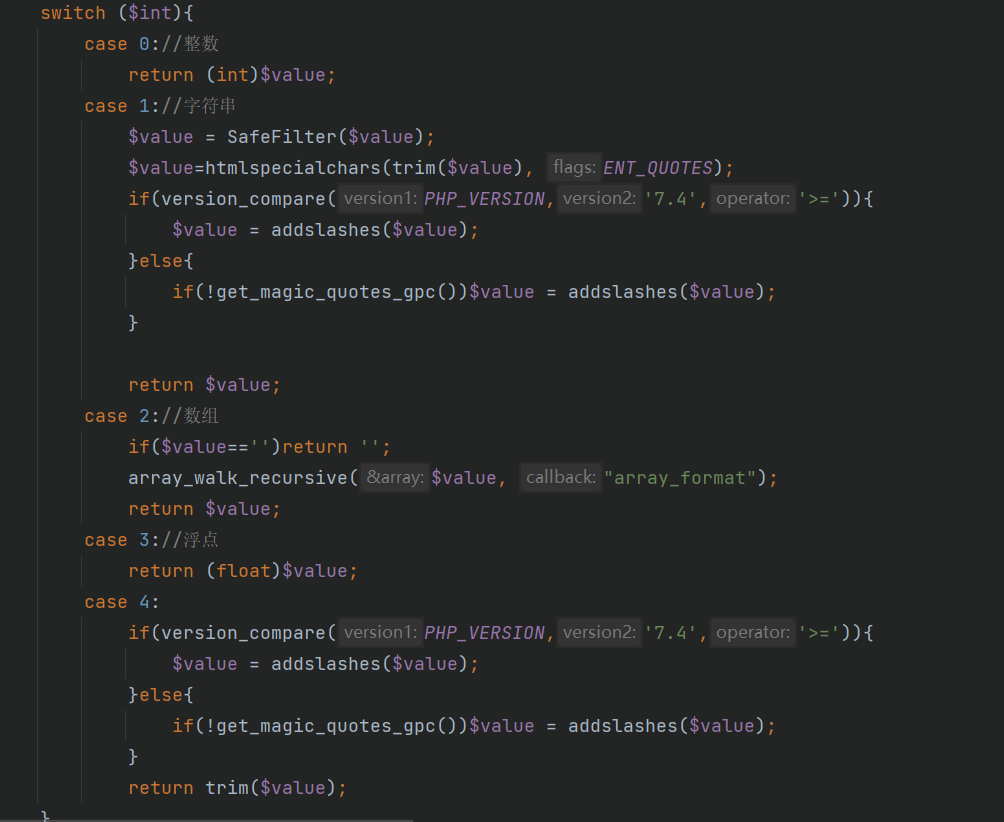 switch ($int){
case 0://整数
return (int)$value;
case 1://字符串
$value = SafeFilter($value);
$value=htmlspecialchars(trim($value), flags: ENT_QUOTES);
if(version_compare( version1: PHP_VERSION, version2: '7.4', operator: '>=')){
$value = addslashes($value);
}else{
if(!get_magic_quotes_gpc())$value = addslashes($value);
}
return $value;
case 2://数组
if($value=='')return '';
array_walk_recursive( &array: $value, callback: "array_format");
return $value;
case 3://浮点
return (float)$value;
case 4:
if(version_compare( version1: PHP_VERSION, version2: '7.4', operator: '>=')){
$value = addslashes($value);
}else{
if(!get_magic_quotes_gpc())$value = addslashes($value);
}
return trim($value);
}